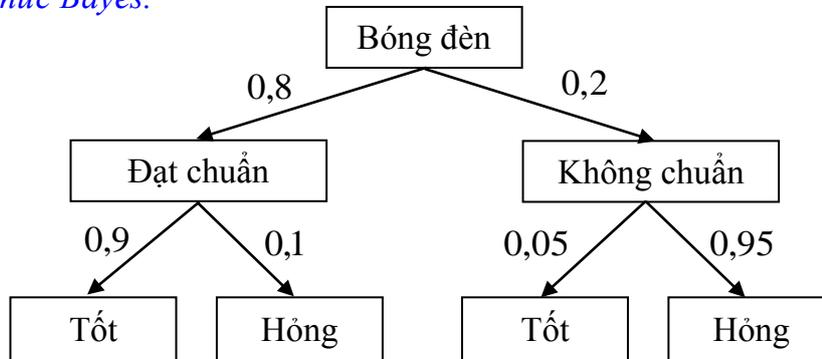 Bayes:
Bóng đèn
0,8 0,2
Đạt chuẩn Không chuẩn
0,9 0,1 0,05 0,95
Tốt Hỏng Tốt Hỏng